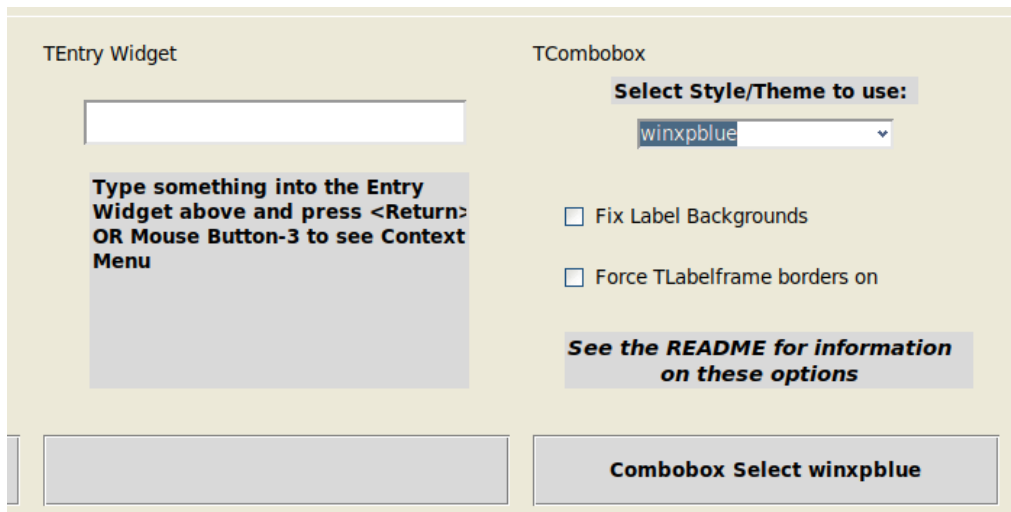 TEntry Widget
Type something into the Entry
Widget above and press <Return>
OR Mouse Button-3 to see Context
Menu
TCombobox
Select Style/Theme to use:
winxpblue
Fix Label Backgrounds
Force TLabelframe borders on
See the README for information
on these options
Combobox Select winxpblue